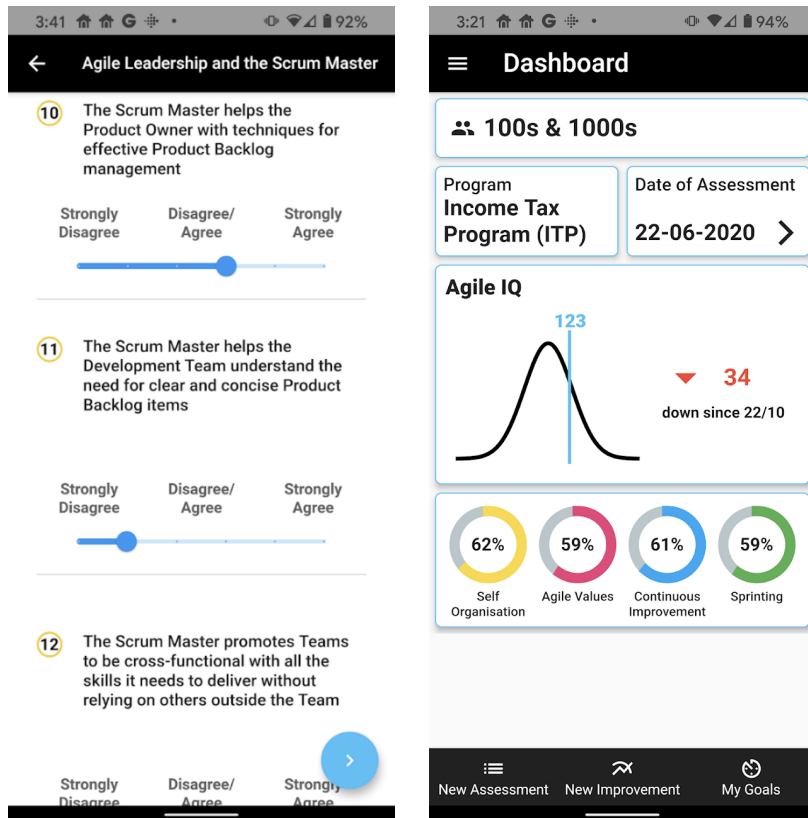 3:41 G 92%
Agile Leadership and the Scrum Master
10 The Scrum Master helps the
Product Owner with techniques for
effective Product Backlog
management
Strongly Disagree/ Strongly
Disagree Agree Agree
11 The Scrum Master helps the
Development Team understand the
need for clear and concise Product
Backlog items
Strongly Disagree/ Strongly
Disagree Agree Agree
12 The Scrum Master promotes Teams
to be cross-functional with all the
skills it needs to deliver without
relying on others outside the Team
Strongly Disagree/ Strongly
Disagree Agree Agree
3:21 G 94%
Dashboard
100s & 1000s
Program
Income Tax
Program (ITP)
Date of Assessment
22-06-2020
Agile IQ
123
34
down since 22/10
62% 59% 61% 59%
Self Agile Values Continuous Sprinting
Organisation Improvement
New Assessment New Improvement My Goals